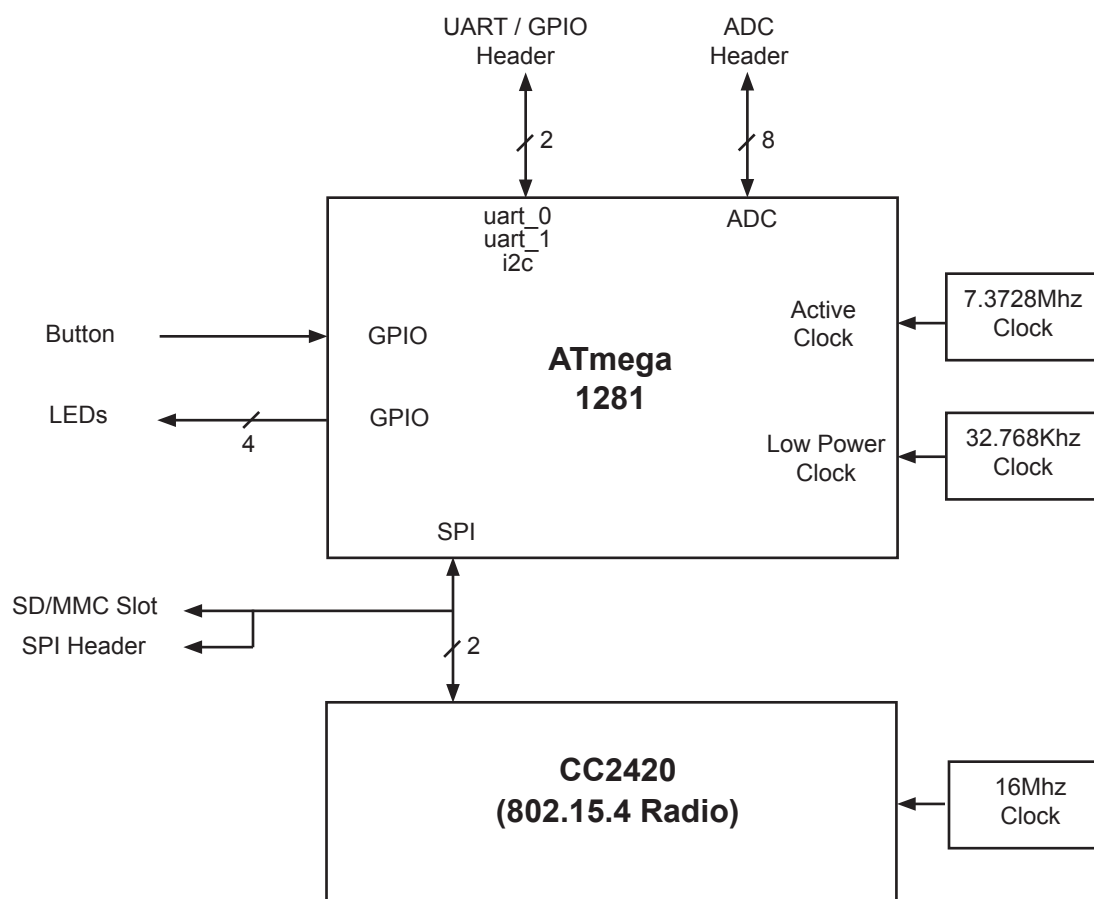 UART / GPIO
Header
ADC
Header
2
8
uart_0
uart_1
i2c
ADC
Button
GPIO
ATmega
1281
Active
Clock
7.3728Mhz
Clock
LEDs
4
GPIO
Low Power
Clock
32.768Khz
Clock
SPI
SD/MMC Slot
SPI Header
2
CC2420
(802.15.4 Radio)
16Mhz
Clock